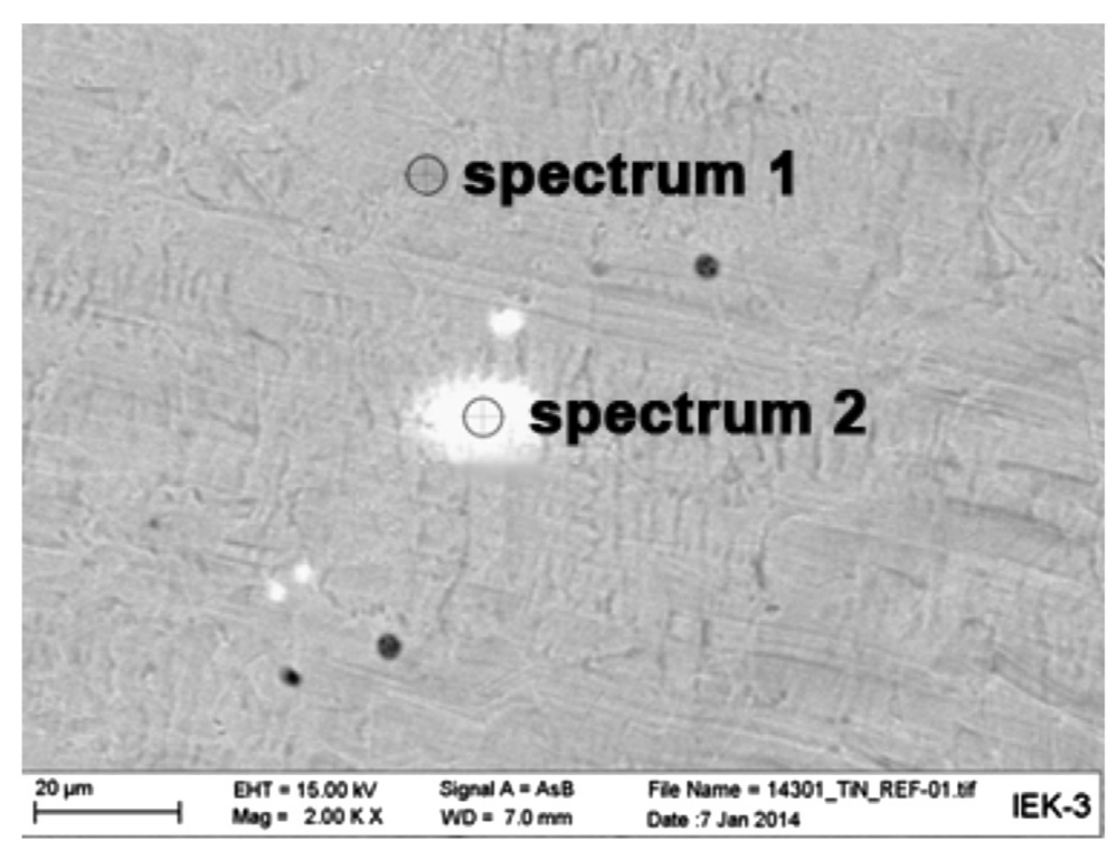 spectrum 1
spectrum 2
20 µm
EHT = 15.00 kV
Signal A = AsB
File Name = 14301_TiN_REF-01.tif
Mag = 2.00 K X
WD = 7.0 mm
Date :7 Jan 2014
IEK-3